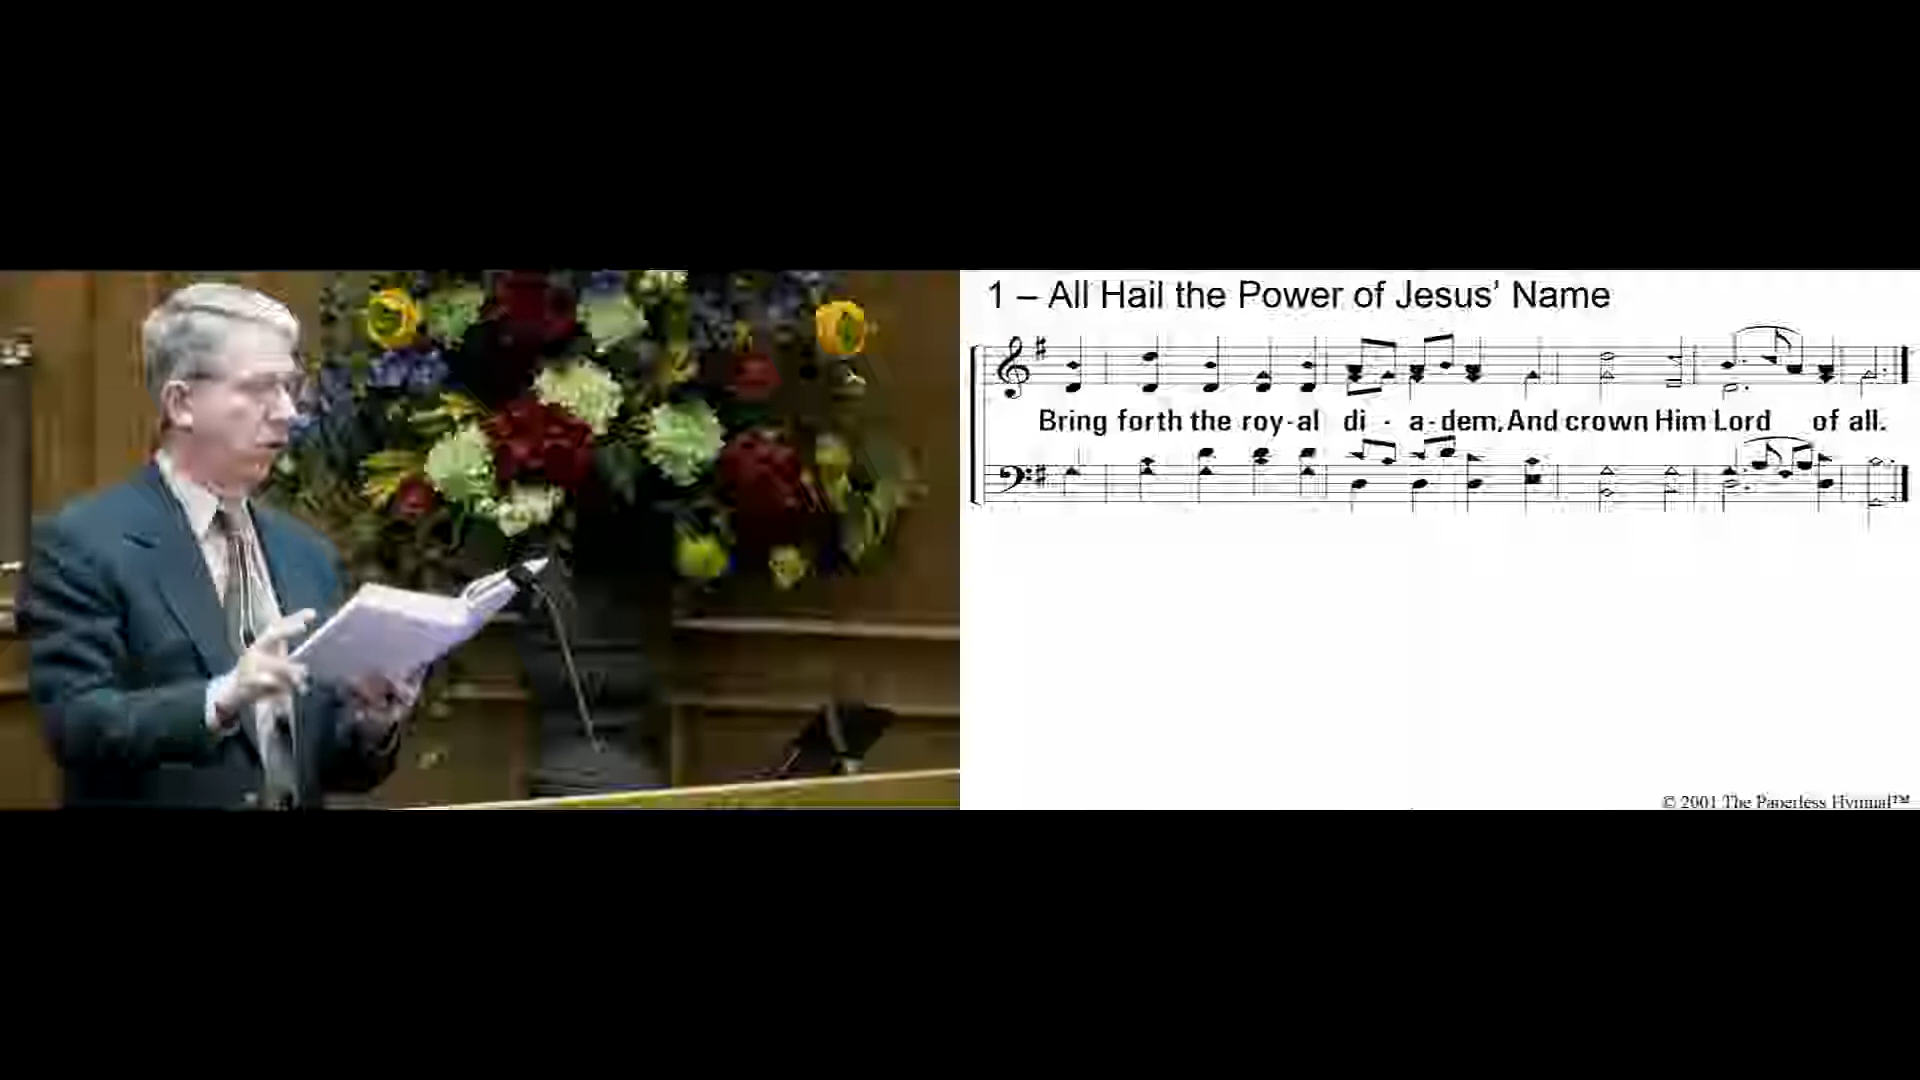 1 – All Hail the Power of Jesus’ Name
Bring forth the roy-al di - a-dem, And crown Him Lord of all.
© 2001 The Paperless Hymnal™